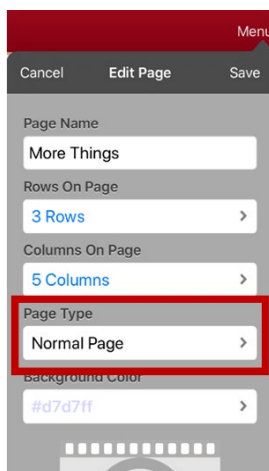 Menu
Cancel Edit Page Save
Page Name
More Things
Rows On Page
3 Rows
Columns On Page
5 Columns
Page Type
Normal Page
Background Color
#d7d7ff